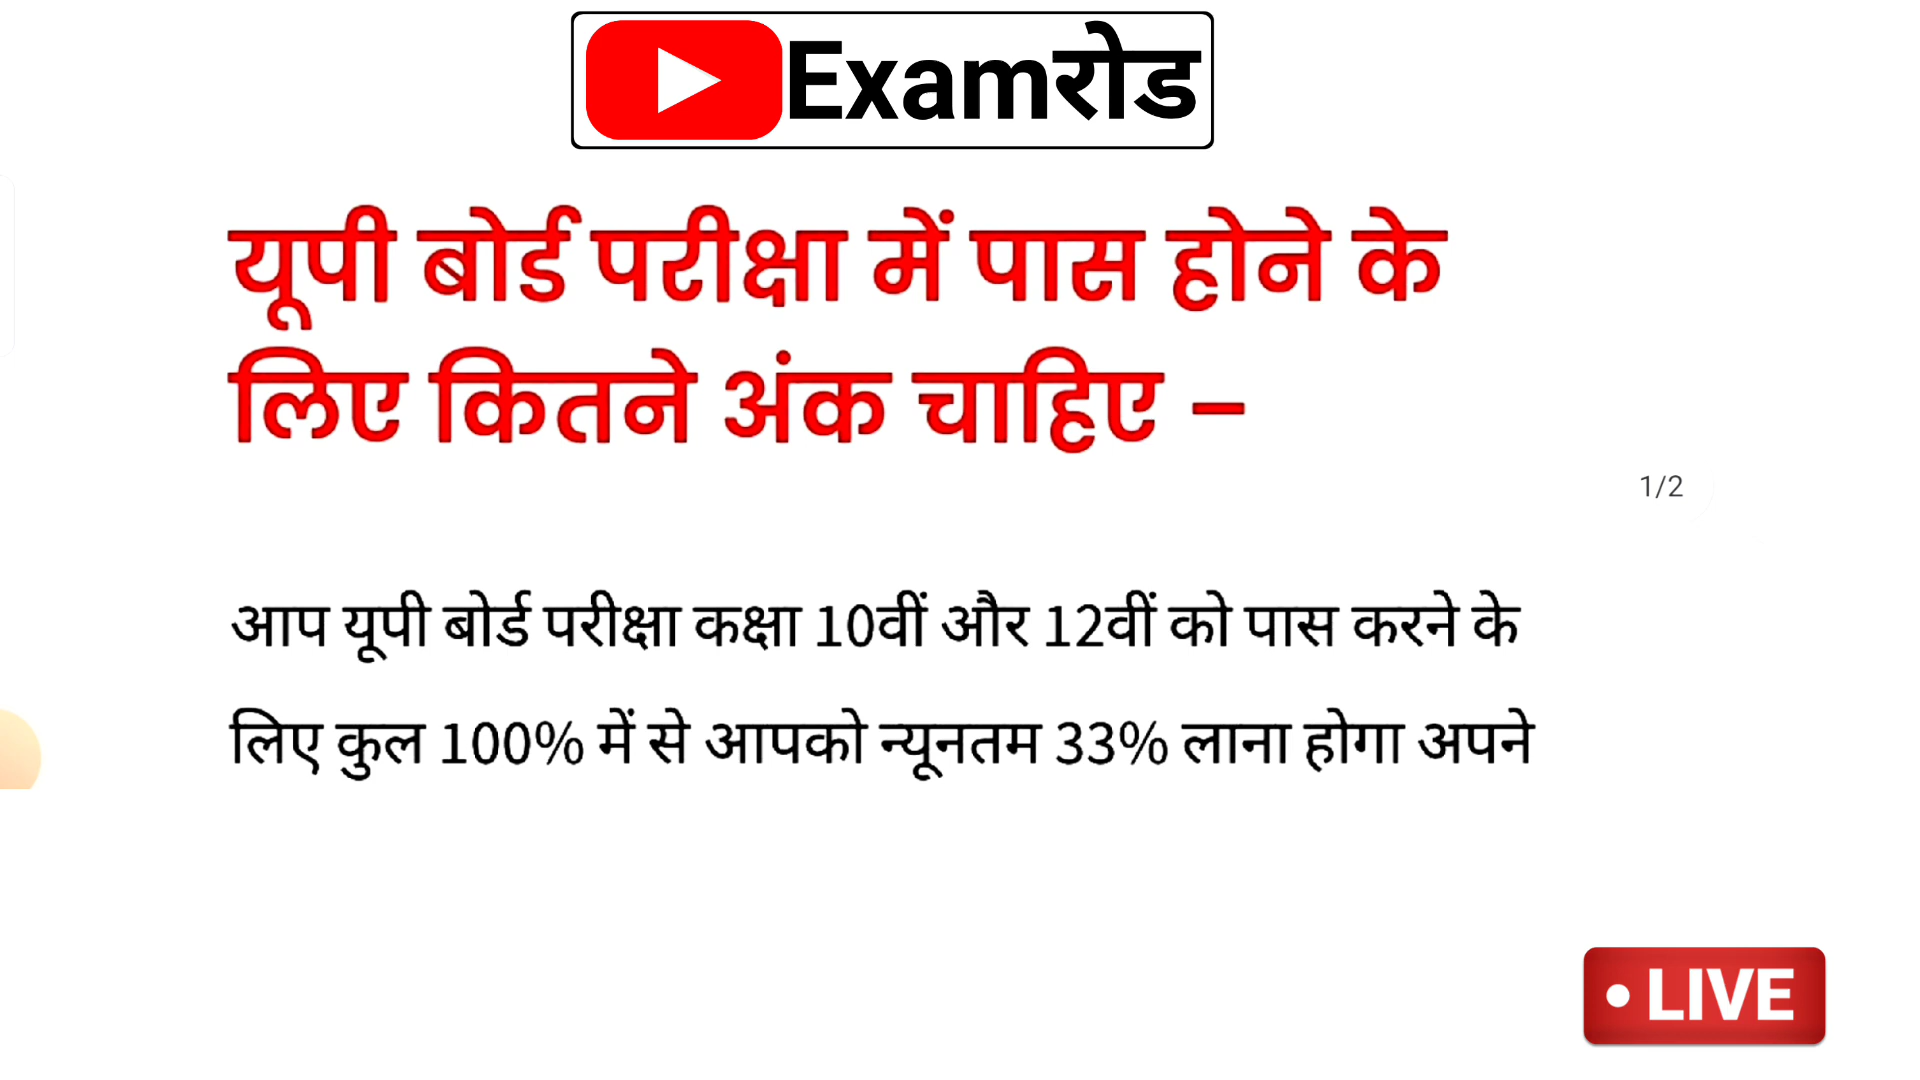 Examरोड
यूपी बोर्ड परीक्षा में पास होने के
लिए कितने अंक चाहिए –
1/2
आप यूपी बोर्ड परीक्षा कक्षा 10वीं और 12वीं को पास करने के
लिए कुल 100% में से आपको न्यूनतम 33% लाना होगा अपने
LIVE